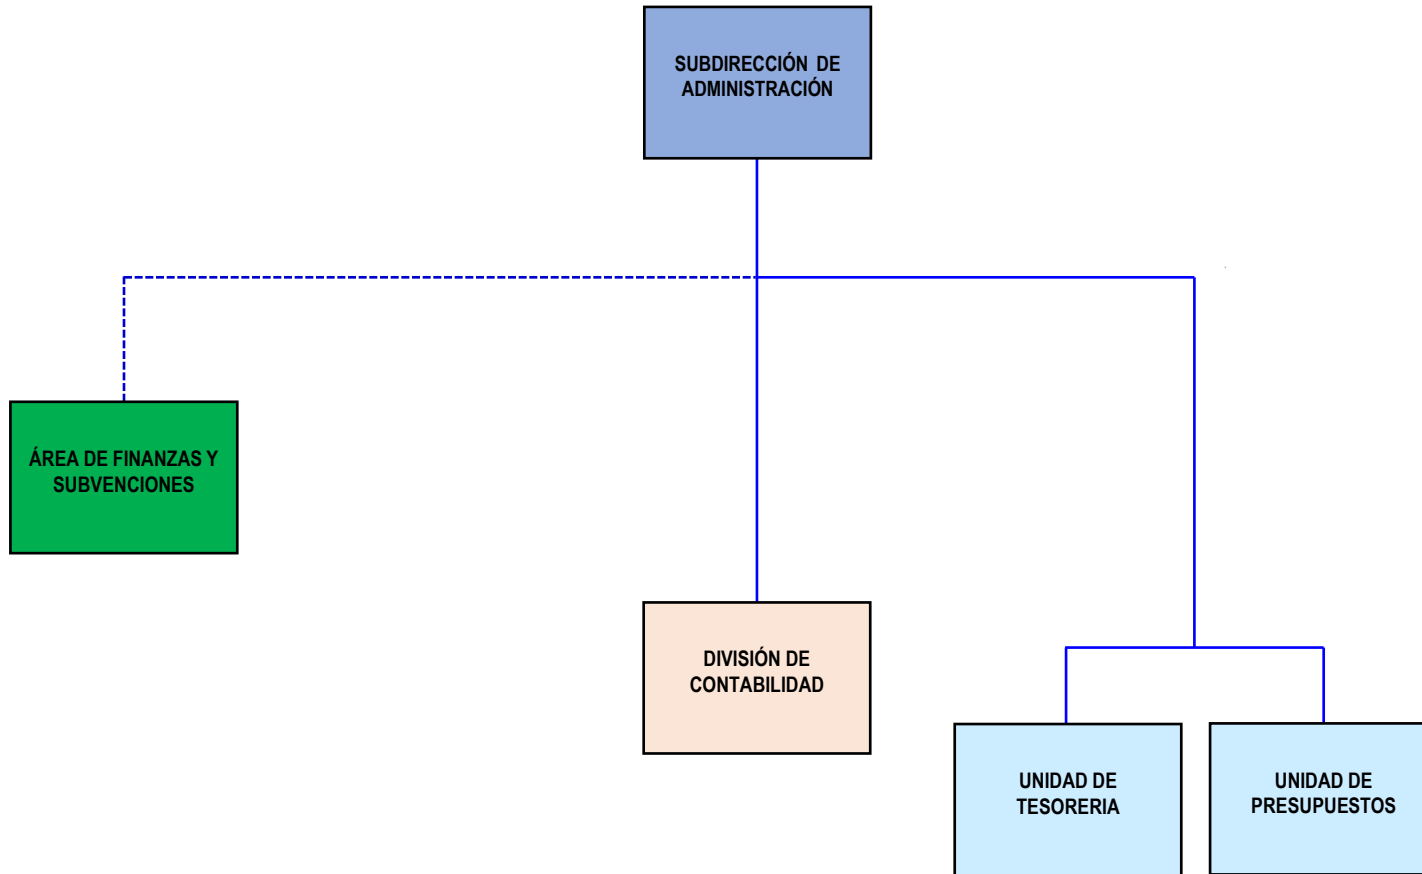 SUBDIRECCIÓN DE
ADMINISTRACIÓN
ÁREA DE FINANZAS Y
SUBVENCIONES
DIVISIÓN DE
CONTABILIDAD
UNIDAD DE
TESORERIA
UNIDAD DE
PRESUPUESTOS